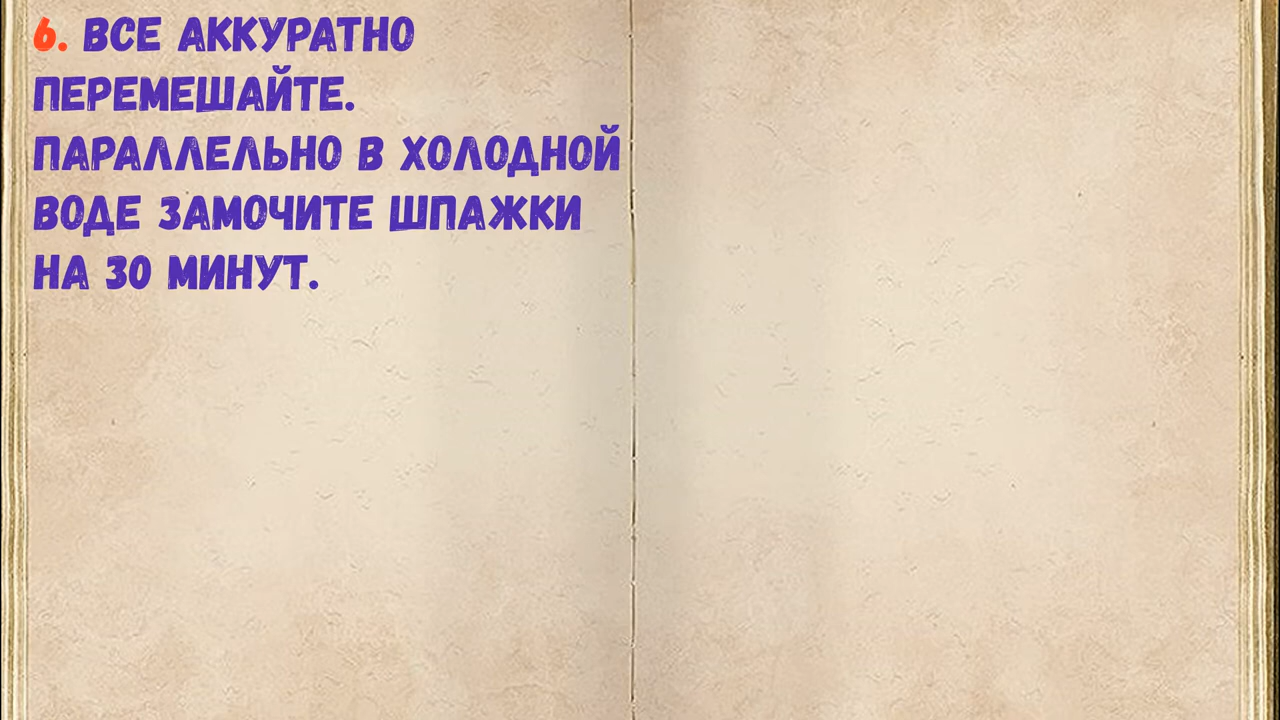 6. ВСЕ АККУРАТНО
ПЕРЕМЕШАЙТЕ.
ПАРАЛЛЕЛЬНО В ХОЛОДНОЙ
ВОДЕ ЗАМОЧИТЕ ШПАЖКИ
НА 30 МИНУТ.